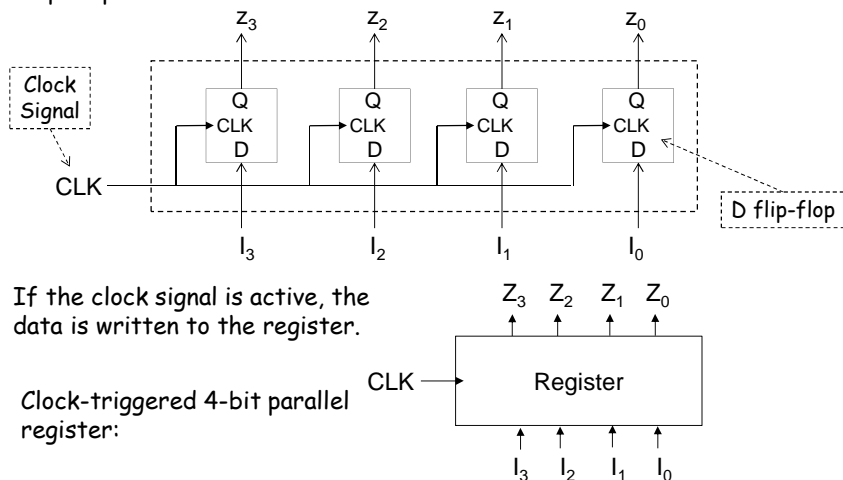 z3 z2 z1 z0
Clock
Signal
Q Q Q Q
CLK CLK CLK CLK
D D D D
CLK
D flip-flop
I3 I2 I1 I0
If the clock signal is active, the
data is written to the register.
Z3 Z2 Z1 Z0
CLK
Register
Clock-triggered 4-bit parallel
register:
I3 I2 I1 I0